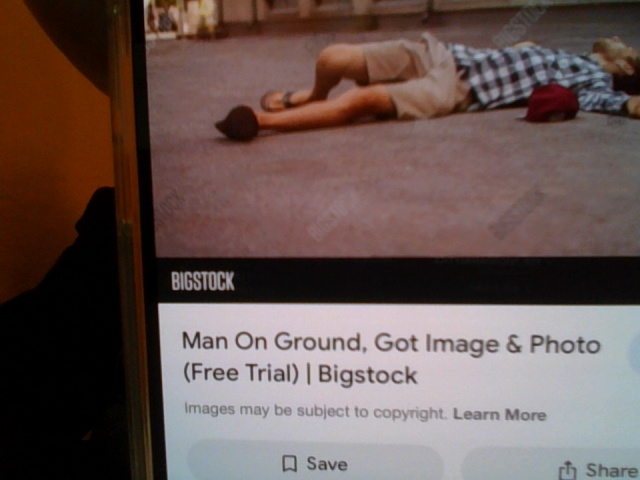 BIGSTOCK
BIGSTOCK
Man On Ground, Got Image & Photo
(Free Trial) | Bigstock
Images may be subject to copyright. Learn More
Save
Share